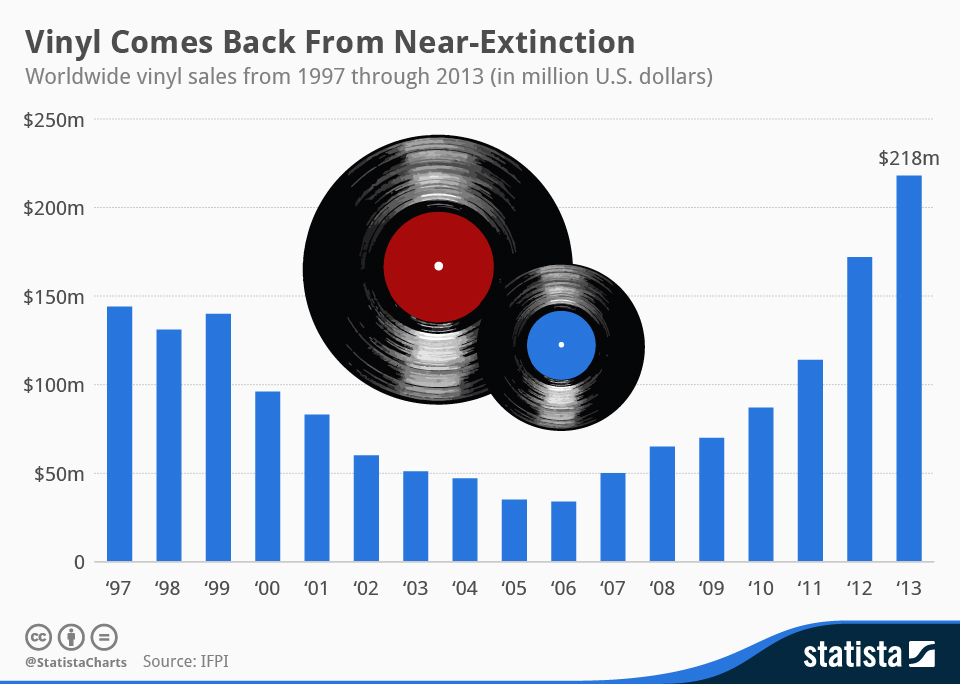 Vinyl Comes Back From Near-Extinction
Worldwide vinyl sales from 1997 through 2013 (in million U.S. dollars)
$250m
$218m
$200m
$150m
$100m
$50m
0
‘97 ‘98 ‘99 ‘00 ‘01 ‘02 ‘03 ‘04 ‘05 ‘06 ‘07 ‘08 ‘09 ‘10 ‘11 ‘12 ‘13
cc
@StatistaCharts Source: IFPI
statista